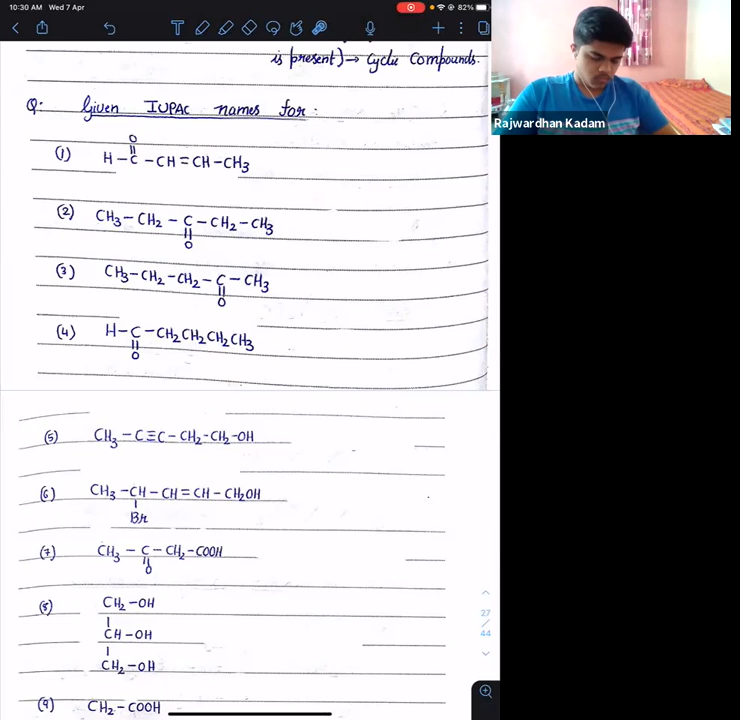 10:30 AM Wed 7 Apr
82%
is present) → Cyclic Compounds.
Rajwardhan Kadam
Q: Given IUPAC names for:
O
||
(1) H – C – CH = CH – CH3
(2) CH3 – CH2 – C – CH2 – CH3
||
O
(3) CH3 – CH2 – CH2 – C – CH3
||
O
(4) H – C – CH2CH2CH2CH3
||
O
(5) CH3 – C ≡ C – CH2 – CH2 – OH
(6) CH3 – CH – CH = CH – CH2OH
|
Br
(7) CH3 – C – CH2 – COOH
||
O
(8) CH2 – OH
|
CH – OH
|
CH2 – OH
27
/
44
(9) CH2 – COOH